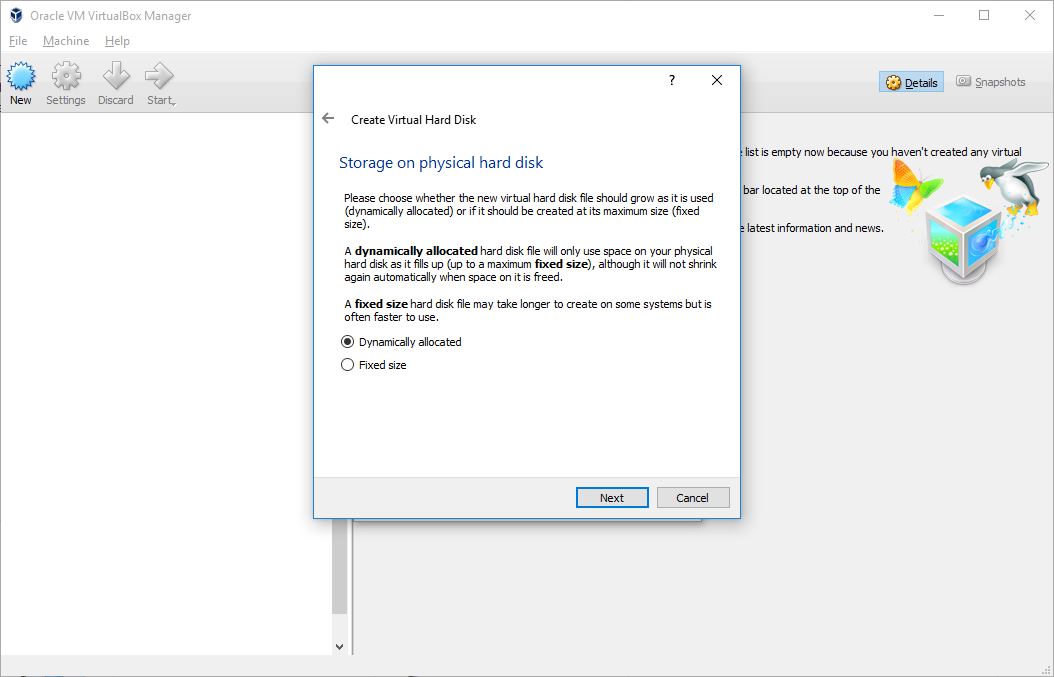 Oracle VM VirtualBox Manager
File Machine Help
New Settings Discard Start
Details Snapshots
?
Create Virtual Hard Disk
Storage on physical hard disk
Please choose whether the new virtual hard disk file should grow as it is used
(dynamically allocated) or if it should be created at its maximum size (fixed
size).
A dynamically allocated hard disk file will only use space on your physical
hard disk as it fills up (up to a maximum fixed size), although it will not shrink
again automatically when space on it is freed.
A fixed size hard disk file may take longer to create on some systems but is
often faster to use.
Dynamically allocated
Fixed size
Next Cancel
list is empty now because you haven't created any virtual
bar located at the top of the
latest information and news.